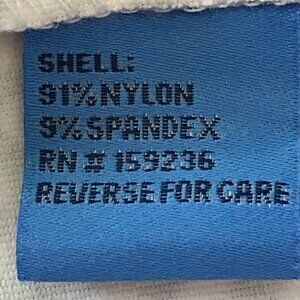 SHELL:
91% NYLON
9% SPANDEX
RN # 159236
REVERSE FOR CARE